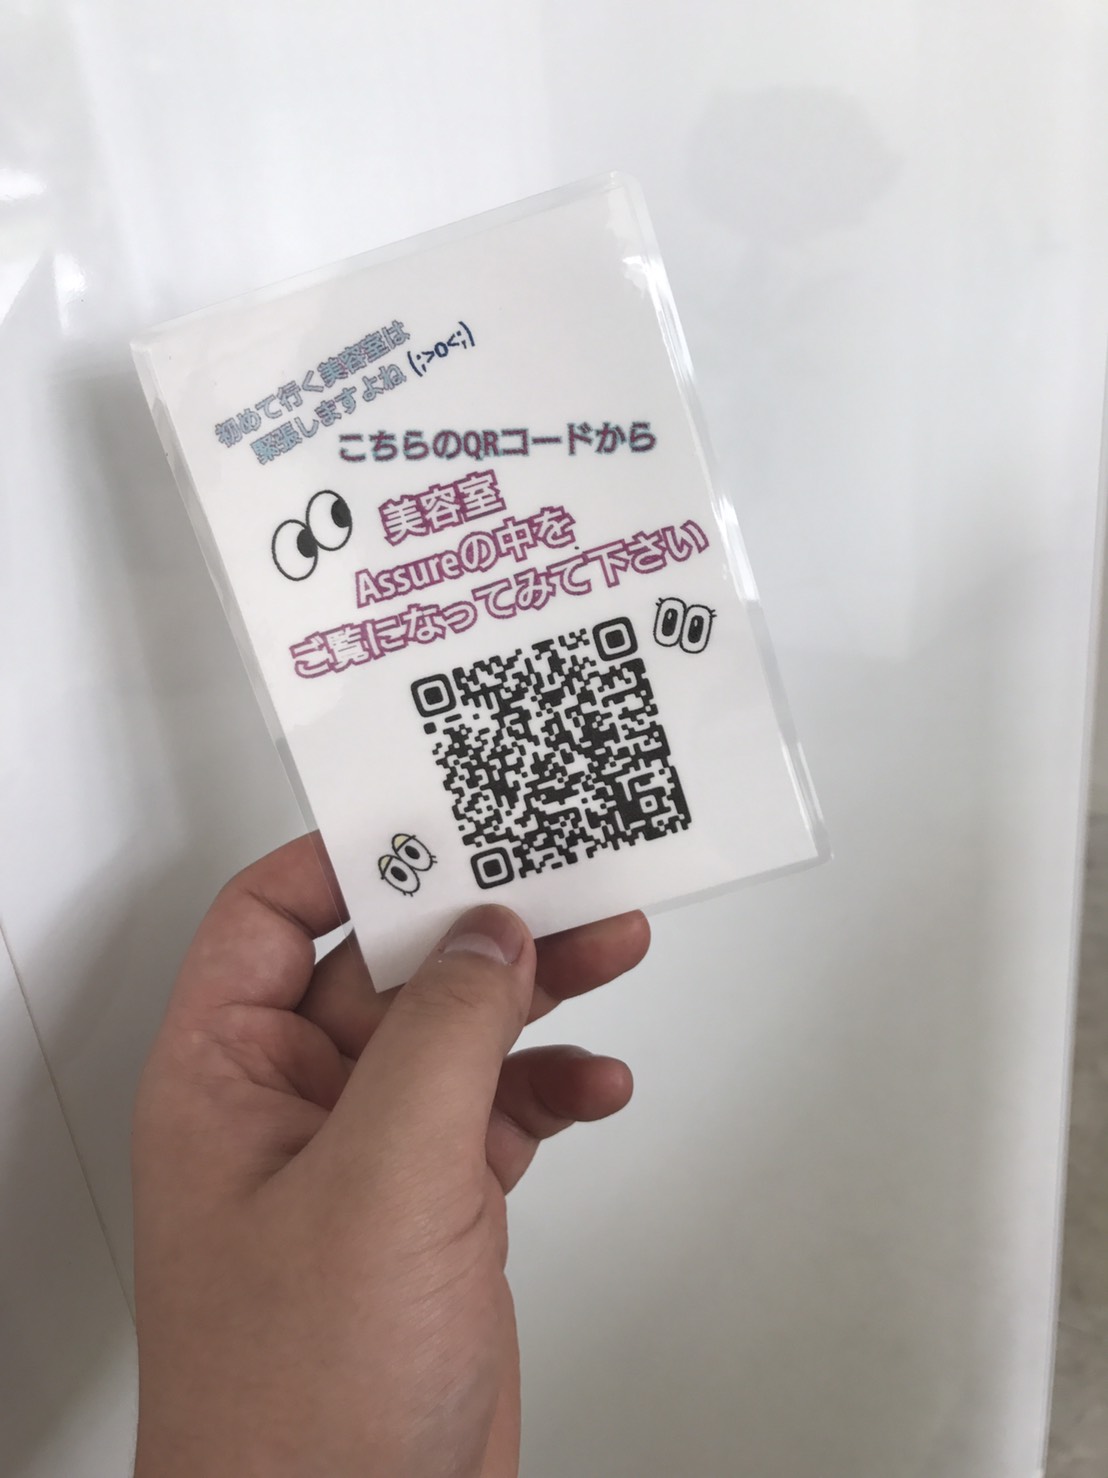 初めて行く美容室は
緊張しますよね (;>o<;)
こちらのQRコードから
美容室
Assureの中を
ご覧になってみて下さい